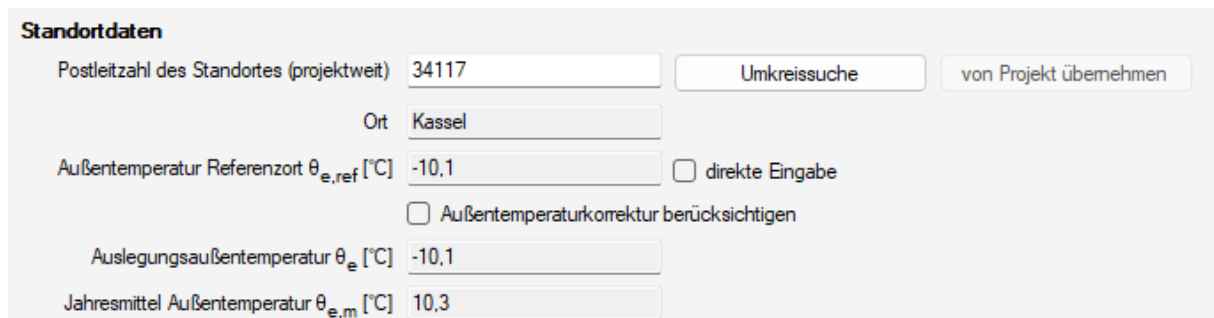 Standortdaten
Postleitzahl des Standortes (projektweit) 34117 Umkreissuche von Projekt übernehmen
Ort Kassel
Außentemperatur Referenzort θe,ref [°C] -10,1 direkte Eingabe
Außentemperaturkorrektur berücksichtigen
Auslegungsaußentemperatur θe [°C] -10,1
Jahresmittel Außentemperatur θe,m [°C] 10,3